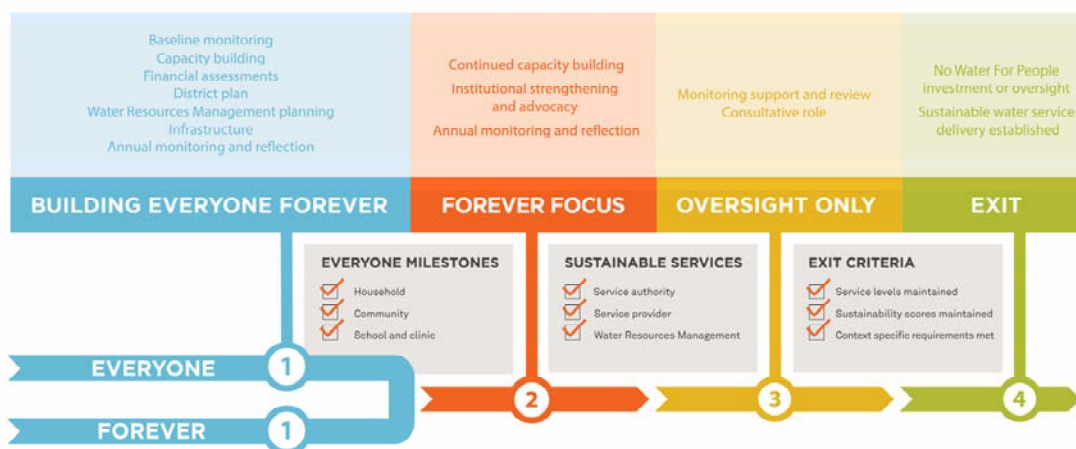 Baseline monitoring
Capacity building
Financial assessments
District plan
Water Resources Management planning
Infrastructure
Annual monitoring and reflection
Continued capacity building
Institutional strengthening
and advocacy
Annual monitoring and reflection
Monitoring support and review
Consultative role
No Water For People
investment or oversight
Sustainable water service
delivery established
BUILDING EVERYONE FOREVER
FOREVER FOCUS
OVERSIGHT ONLY
EXIT
EVERYONE MILESTONES
Household
Community
School and clinic
SUSTAINABLE SERVICES
Service authority
Service provider
Water Resources Management
EXIT CRITERIA
Service levels maintained
Sustainability scores maintained
Context specific requirements met
EVERYONE
1
FOREVER
1
2
3
4